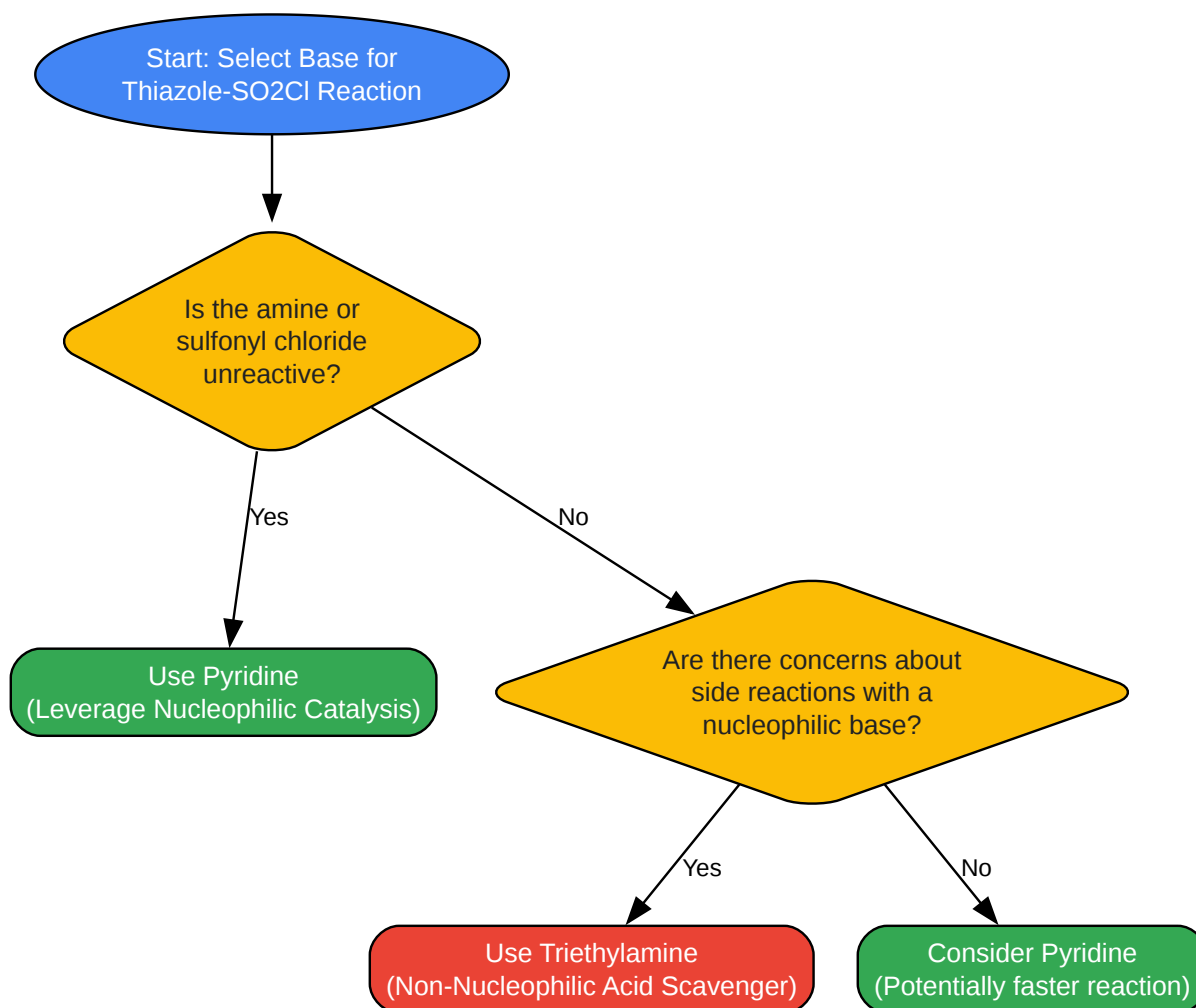 Start: Select Base for
Thiazole-SO2Cl Reaction
Is the amine or
sulfonyl chloride
unreactive?
Yes
No
Use Pyridine
(Leverage Nucleophilic Catalysis)
Are there concerns about
side reactions with a
nucleophilic base?
Yes
No
Use Triethylamine
(Non-Nucleophilic Acid Scavenger)
Consider Pyridine
(Potentially faster reaction)